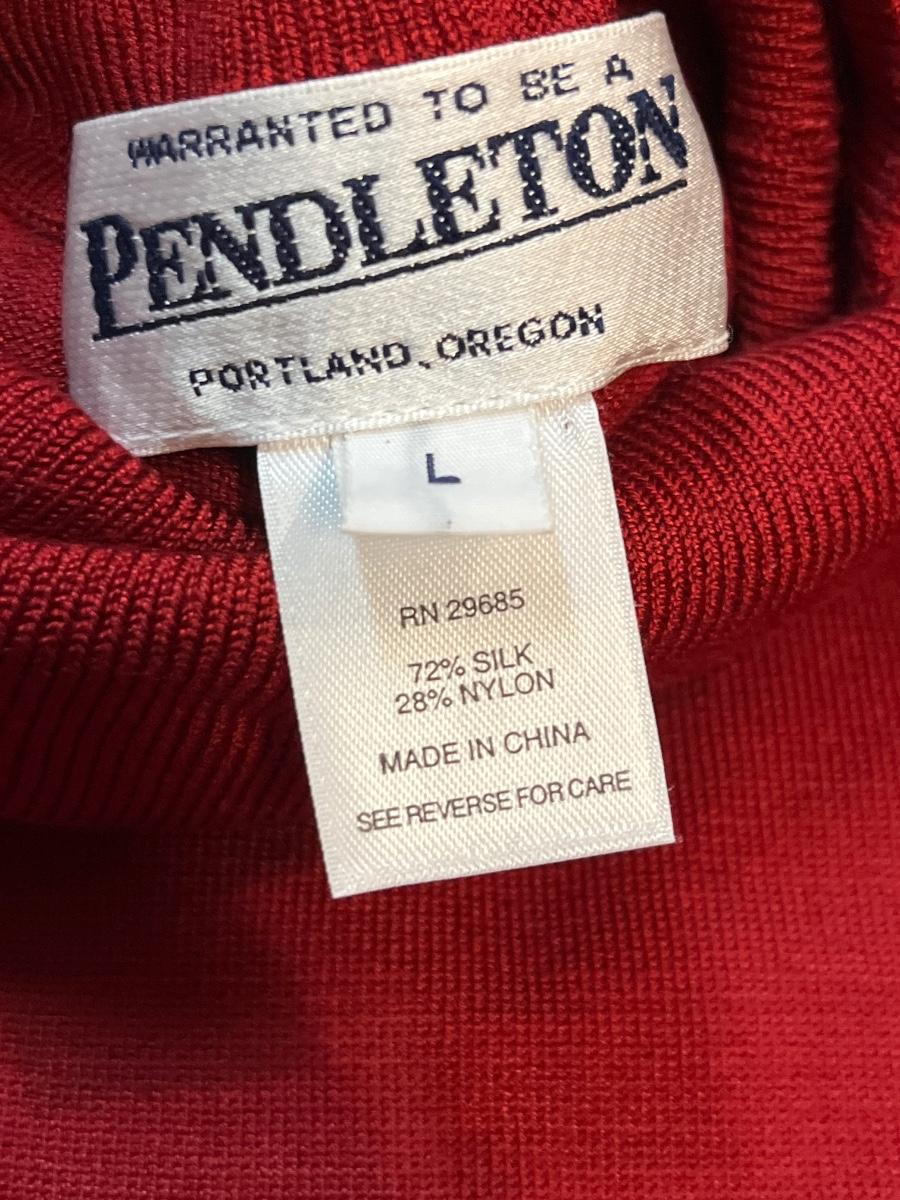 WARRANTED TO BE A
PENDLETON
PORTLAND, OREGON
L
RN 29685
72% SILK
28% NYLON
MADE IN CHINA
SEE REVERSE FOR CARE